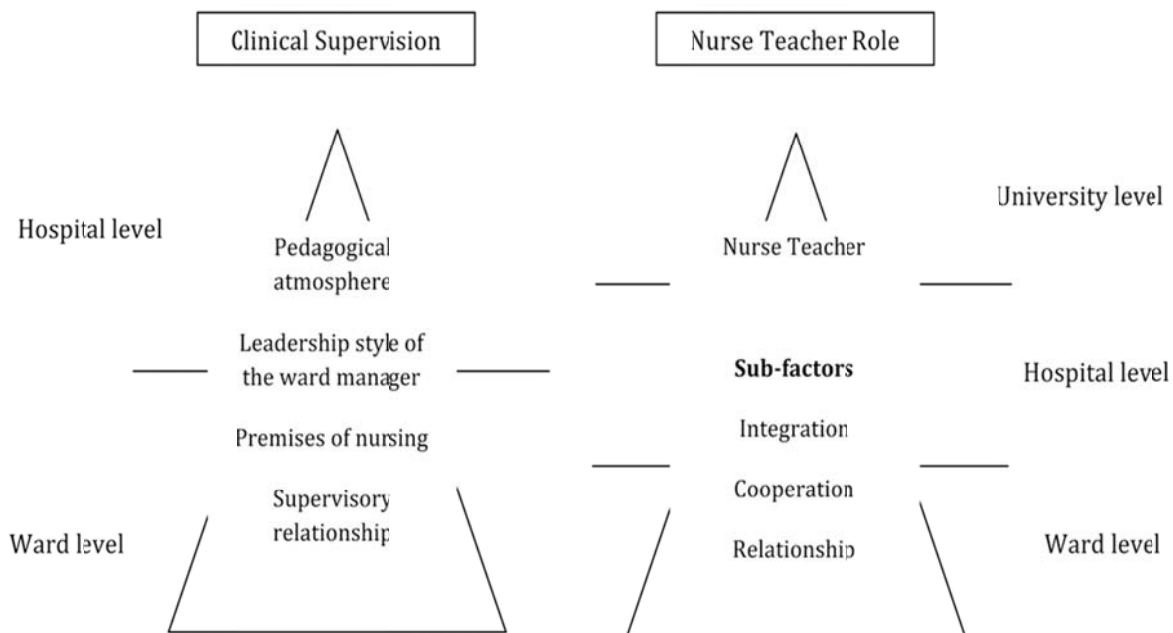 Clinical Supervision
Nurse Teacher Role
Hospital level
Pedagogical
atmosphere
Leadership style of
the ward manager
Premises of nursing
Supervisory
relationship
Ward level
Nurse Teacher
Sub-factors
Integration
Cooperation
Relationship
University level
Hospital level
Ward level